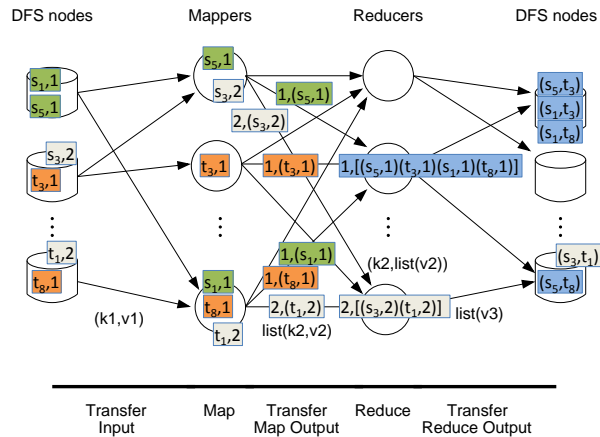 DFS nodes
Mappers
Reducers
DFS nodes
s1,1
s5,1
s3,2
t3,1
t1,2
t8,1
(k1,v1)
s5,1
s3,2
t3,1
s1,1
t8,1
t1,2
1,(s5,1)
2,(s3,2)
1,(t3,1)
1,(s1,1)
1,(t8,1)
2,(t1,2)
list(k2,v2)
1,[(s5,1)(t3,1)(s1,1)(t8,1)]
(k2,list(v2))
2,[(s3,2)(t1,2)]
list(v3)
(s5,t3)
(s1,t3)
(s1,t8)
(s3,t1)
(s5,t8)
Transfer
Input
Map
Transfer
Map Output
Reduce
Transfer
Reduce Output